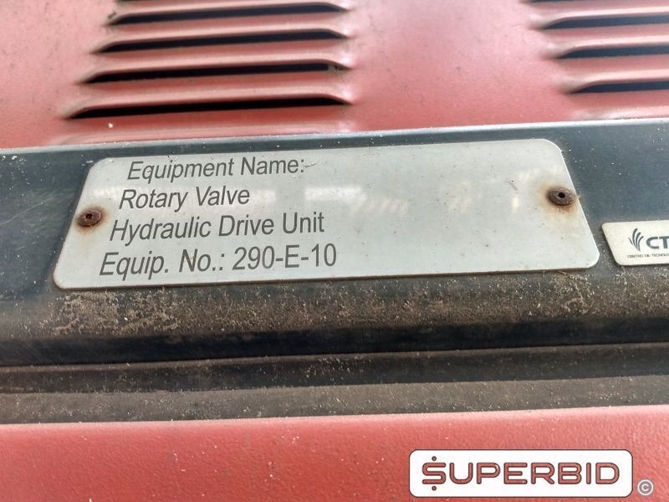 Equipment Name:
Rotary Valve
Hydraulic Drive Unit
Equip. No.: 290-E-10
CT
SUPERBID ©